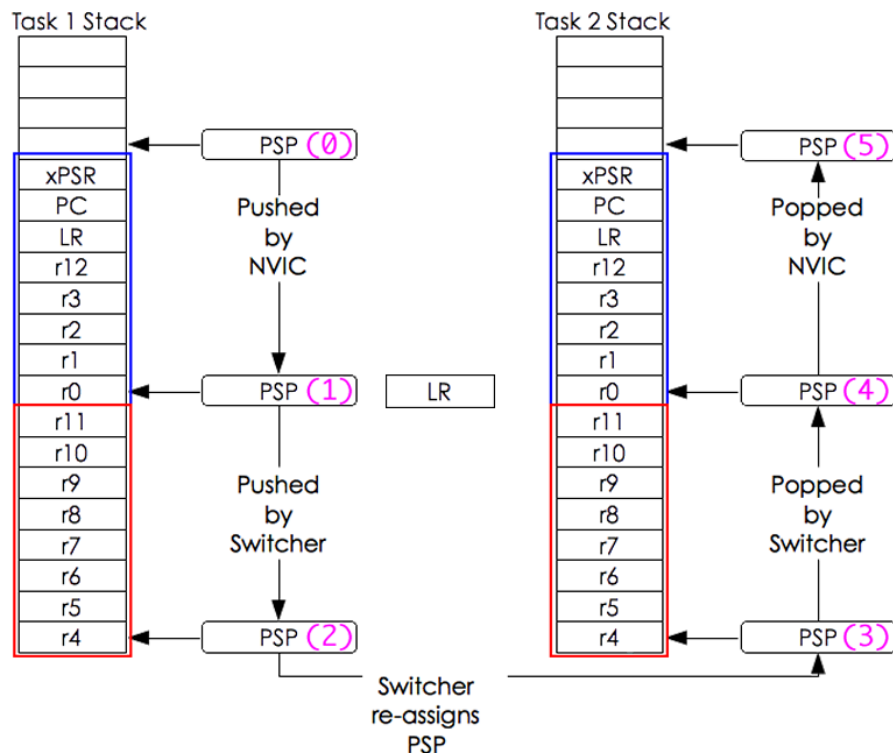 Task 1 Stack
xPSR
PC
LR
r12
r3
r2
r1
r0
r11
r10
r9
r8
r7
r6
r5
r4
PSP (0)
Pushed
by
NVIC
PSP (1)
LR
Pushed
by
Switcher
PSP (2)
Switcher
re-assigns
PSP
Task 2 Stack
xPSR
PC
LR
r12
r3
r2
r1
r0
r11
r10
r9
r8
r7
r6
r5
r4
PSP (5)
Popped
by
NVIC
PSP (4)
Popped
by
Switcher
PSP (3)